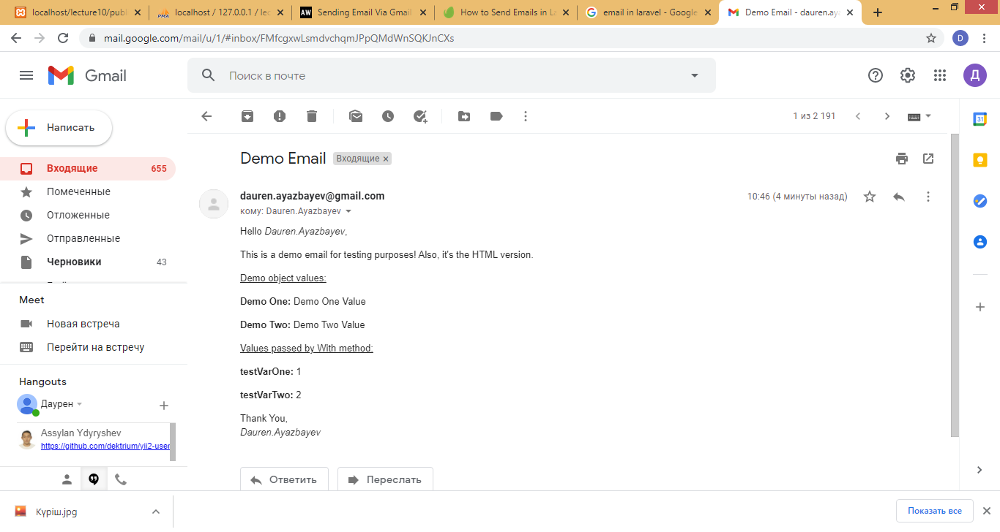 localhost/lecture10/publ
localhost / 127.0.0.1 / lec
Sending Email Via Gmail
How to Send Emails in La
email in laravel - Google
Demo Email - dauren.aya
mail.google.com/mail/u/1/#inbox/FMfcgxwLsmdvchqmJPpQMdWnSQKJnCXs
D
Gmail
Поиск в почте
Д
Написать
1 из 2 191
Входящие 655
Помеченные
Отложенные
Отправленные
Черновики 43
Demo Email
Входящие ×
dauren.ayazbayev@gmail.com
10:46 (4 минуты назад)
кому: Dauren.Ayazbayev
Hello Dauren.Ayazbayev,
This is a demo email for testing purposes! Also, it's the HTML version.
Demo object values:
Demo One: Demo One Value
Demo Two: Demo Two Value
Values passed by With method:
testVarOne: 1
testVarTwo: 2
Thank You,
Dauren.Ayazbayev
Meet
Новая встреча
Перейти на встречу
Hangouts
Даурен
Assylan Ydyryshev
https://github.com/dektrium/yii2-user
Ответить
Переслать
31
Күріш.jpg
Показать все